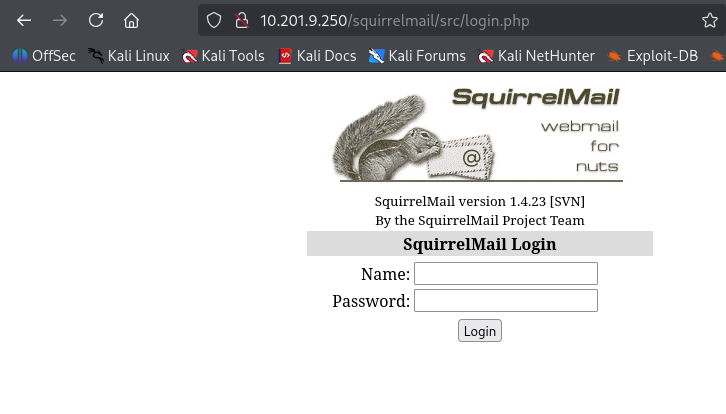 10.201.9.250/squirrelmail/src/login.php
OffSec Kali Linux Kali Tools Kali Docs Kali Forums Kali NetHunter Exploit-DB
SquirrelMail
webmail
for
nuts
@
SquirrelMail version 1.4.23 [SVN]
By the SquirrelMail Project Team
SquirrelMail Login
Name:
Password:
Login